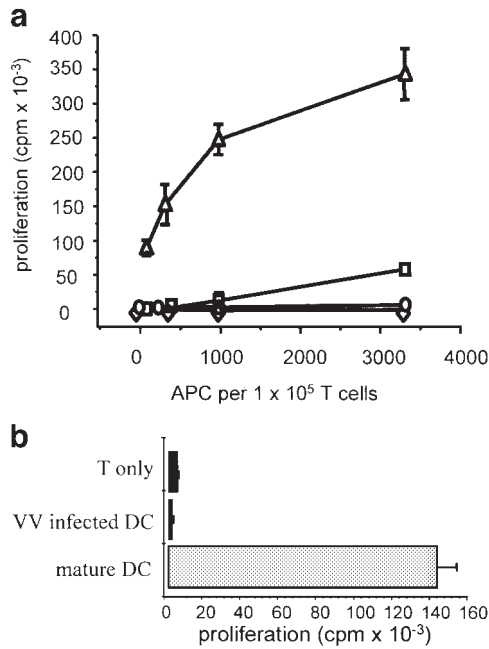 a
proliferation (cpm x 10⁻³)
400
350
300
250
200
150
100
50
0
0 1000 2000 3000 4000
APC per 1 x 10⁵ T cells
b
T only
VV infected DC
mature DC
0 20 40 60 80 100 120 140 160
proliferation (cpm x 10⁻³)